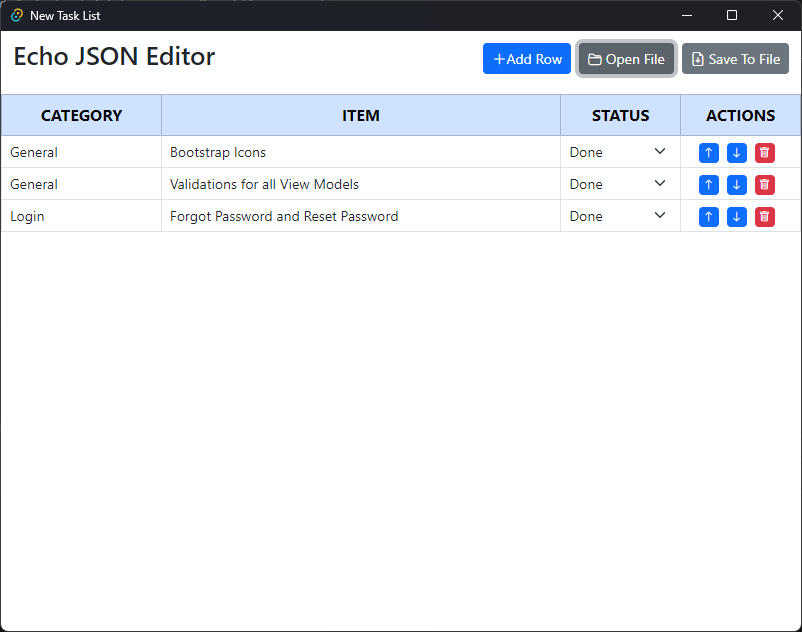 New Task List
Echo JSON Editor
+Add Row Open File Save To File
CATEGORY ITEM STATUS ACTIONS
General Bootstrap Icons Done
General Validations for all View Models Done
Login Forgot Password and Reset Password Done